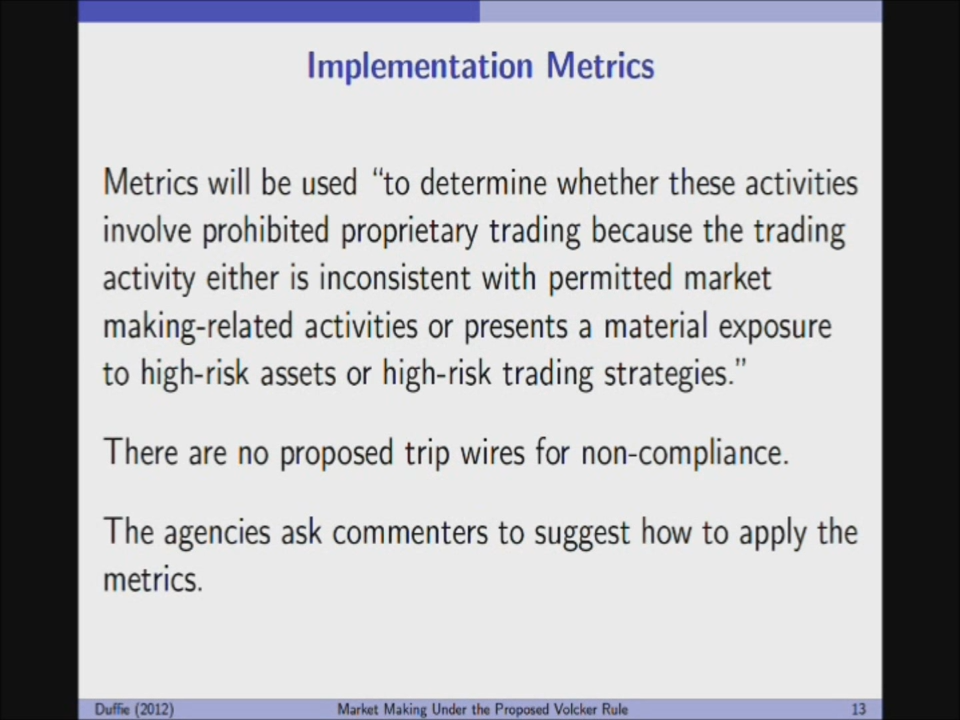 Implementation Metrics
Metrics will be used “to determine whether these activities
involve prohibited proprietary trading because the trading
activity either is inconsistent with permitted market
making-related activities or presents a material exposure
to high-risk assets or high-risk trading strategies.”
There are no proposed trip wires for non-compliance.
The agencies ask commenters to suggest how to apply the
metrics.
Duffie (2012) Market Making Under the Proposed Volcker Rule 13